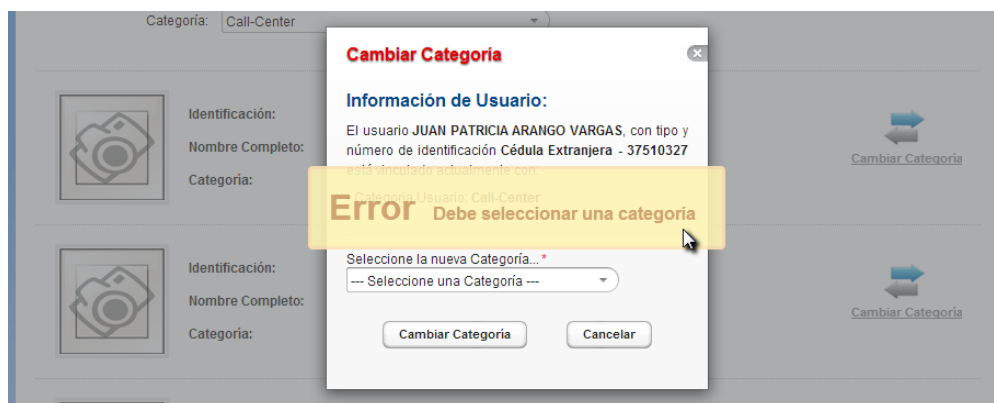 Categoría: Call-Center
Cambiar Categoría
Información de Usuario:
El usuario JUAN PATRICIA ARANGO VARGAS, con tipo y
número de identificación Cédula Extranjera - 37510327
está vinculado actualmente con:
- Categoria Usuario: Call-Center
Error Debe seleccionar una categoría
Seleccione la nueva Categoría...*
--- Seleccione una Categoría ---
Cambiar Categoría Cancelar
Identificación:
Nombre Completo:
Categoría:
Cambiar Categoría
Identificación:
Nombre Completo:
Categoría:
Cambiar Categoría